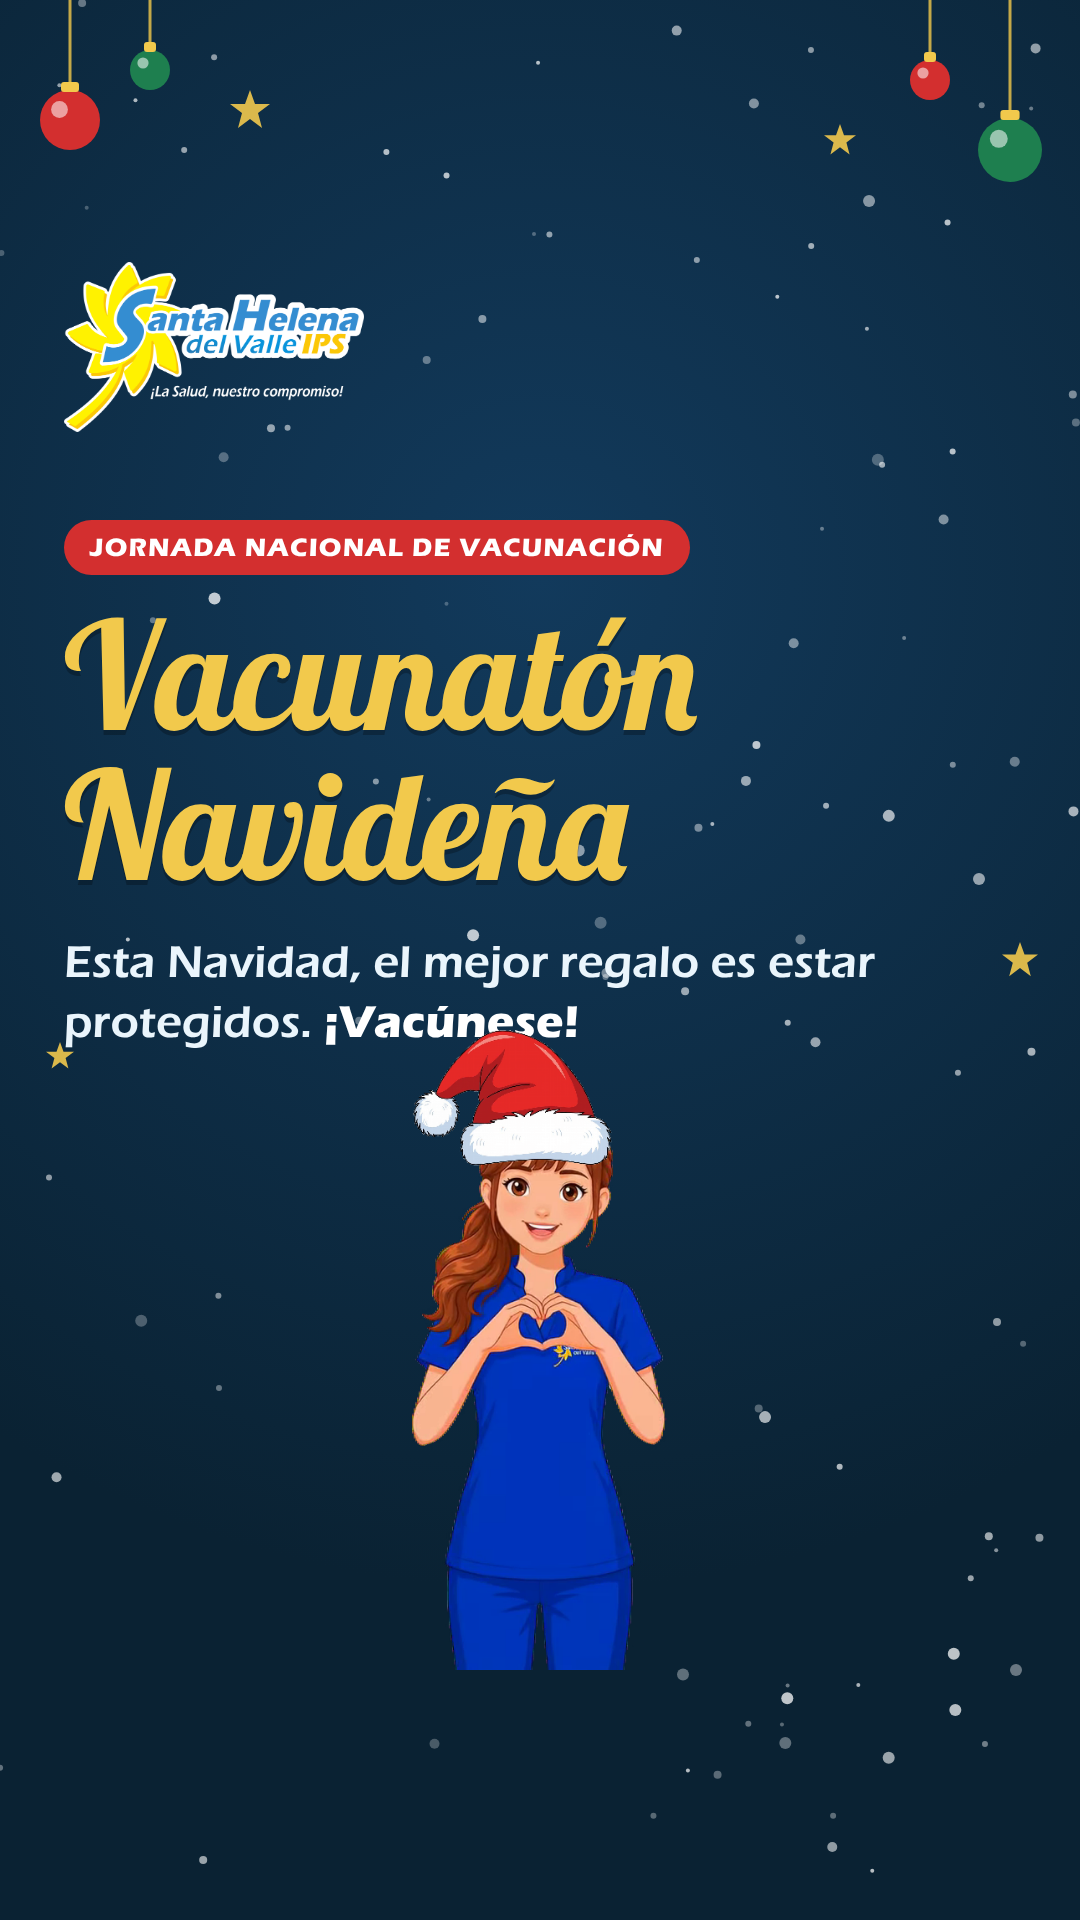 Santa Helena
del Valle IPS
¡La Salud, nuestro compromiso!
JORNADA NACIONAL DE VACUNACIÓN
Vacunatón
Navideña
Esta Navidad, el mejor regalo es estar
protegidos. ¡Vacúnese!